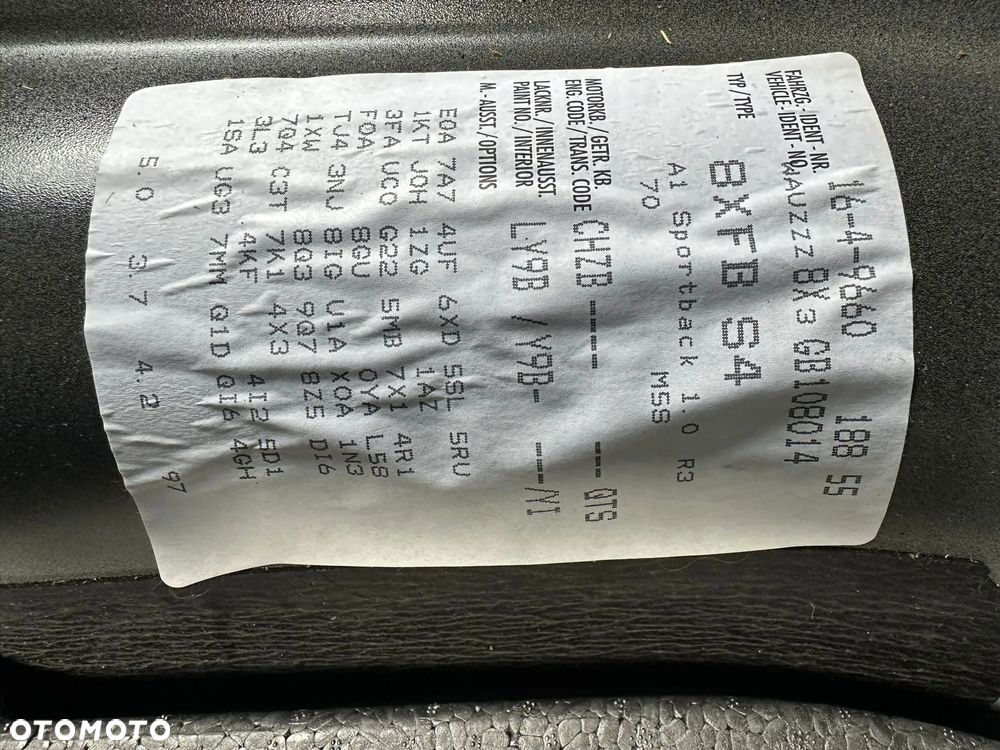 16-4-9660 188 55
FAHRZG.-IDENT-NR.
VEHICLE-IDENT-NO. WAUZZZ 8X3 GB108014
TYP/TYPE 8XFB S4
A1 Sportback 1.0 R3
70 M5S
MOTORKB./GETR. KB.
ENG. CODE/TRANS. CODE CHZB ---- --- QTS
LACKNR./INNENAUSST.
PAINT NO./INTERIOR LY9B /Y9B- ----/YI
M.-AUSST./OPTIONS
E0A 7A7 4UF 6XD 5SL 5RU
1KT J0H 1ZG 1AZ 4R1
3FA UC0 G22 5MB 7X1 L58
F0A 8GU 0YA 1N3
TJ4 3NJ 8IG U1A X0A
1XW 8Q3 9Q7 8Z5 DI6
7Q4 C3T 7K1 4X3
3L3 4KF 4I2 5D1
1SA UG3 7MM Q1D QI6 4GH
5.0 3.7 4.2 97
OTOMOTO